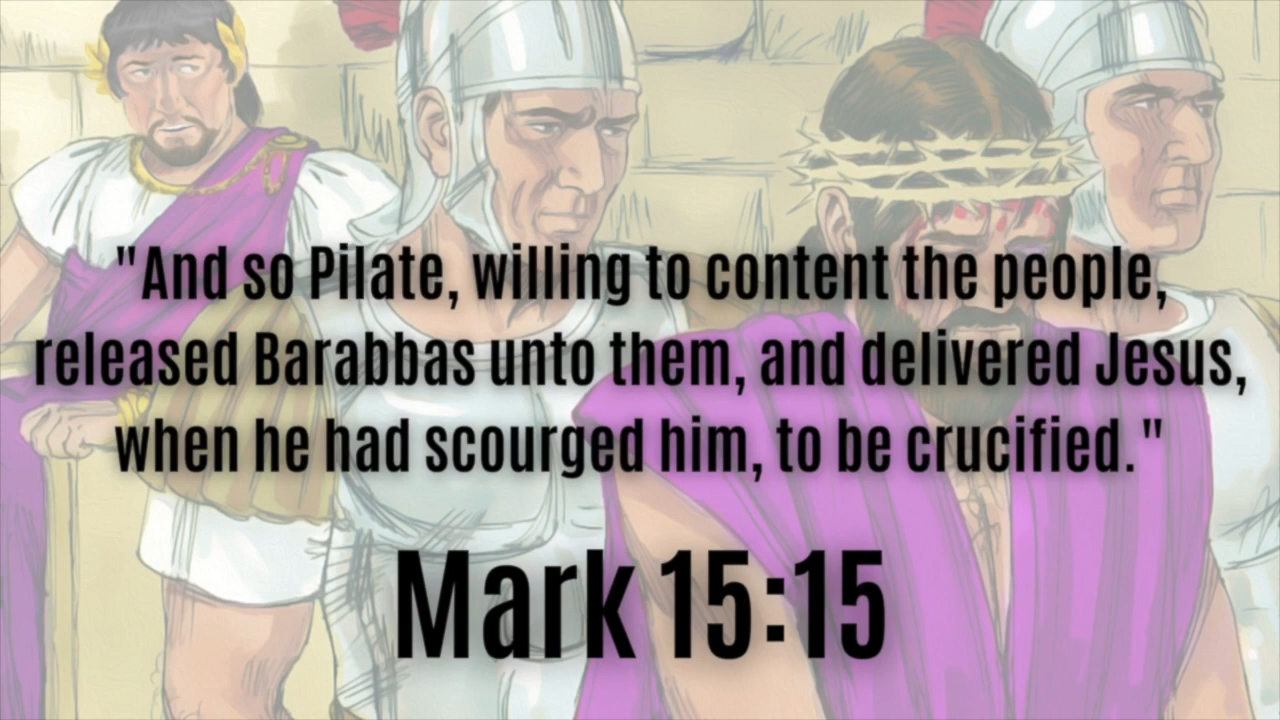 "And so Pilate, willing to content the people,
released Barabbas unto them, and delivered Jesus,
when he had scourged him, to be crucified."
Mark 15:15